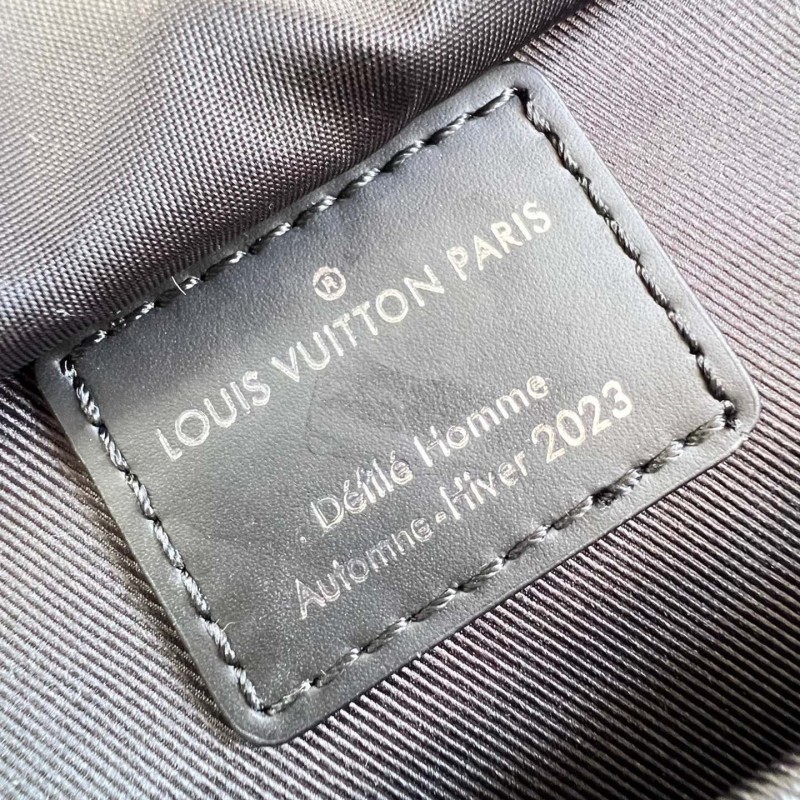 ®
LOUIS VUITTON PARIS
Défilé Homme
Automne-Hiver 2023